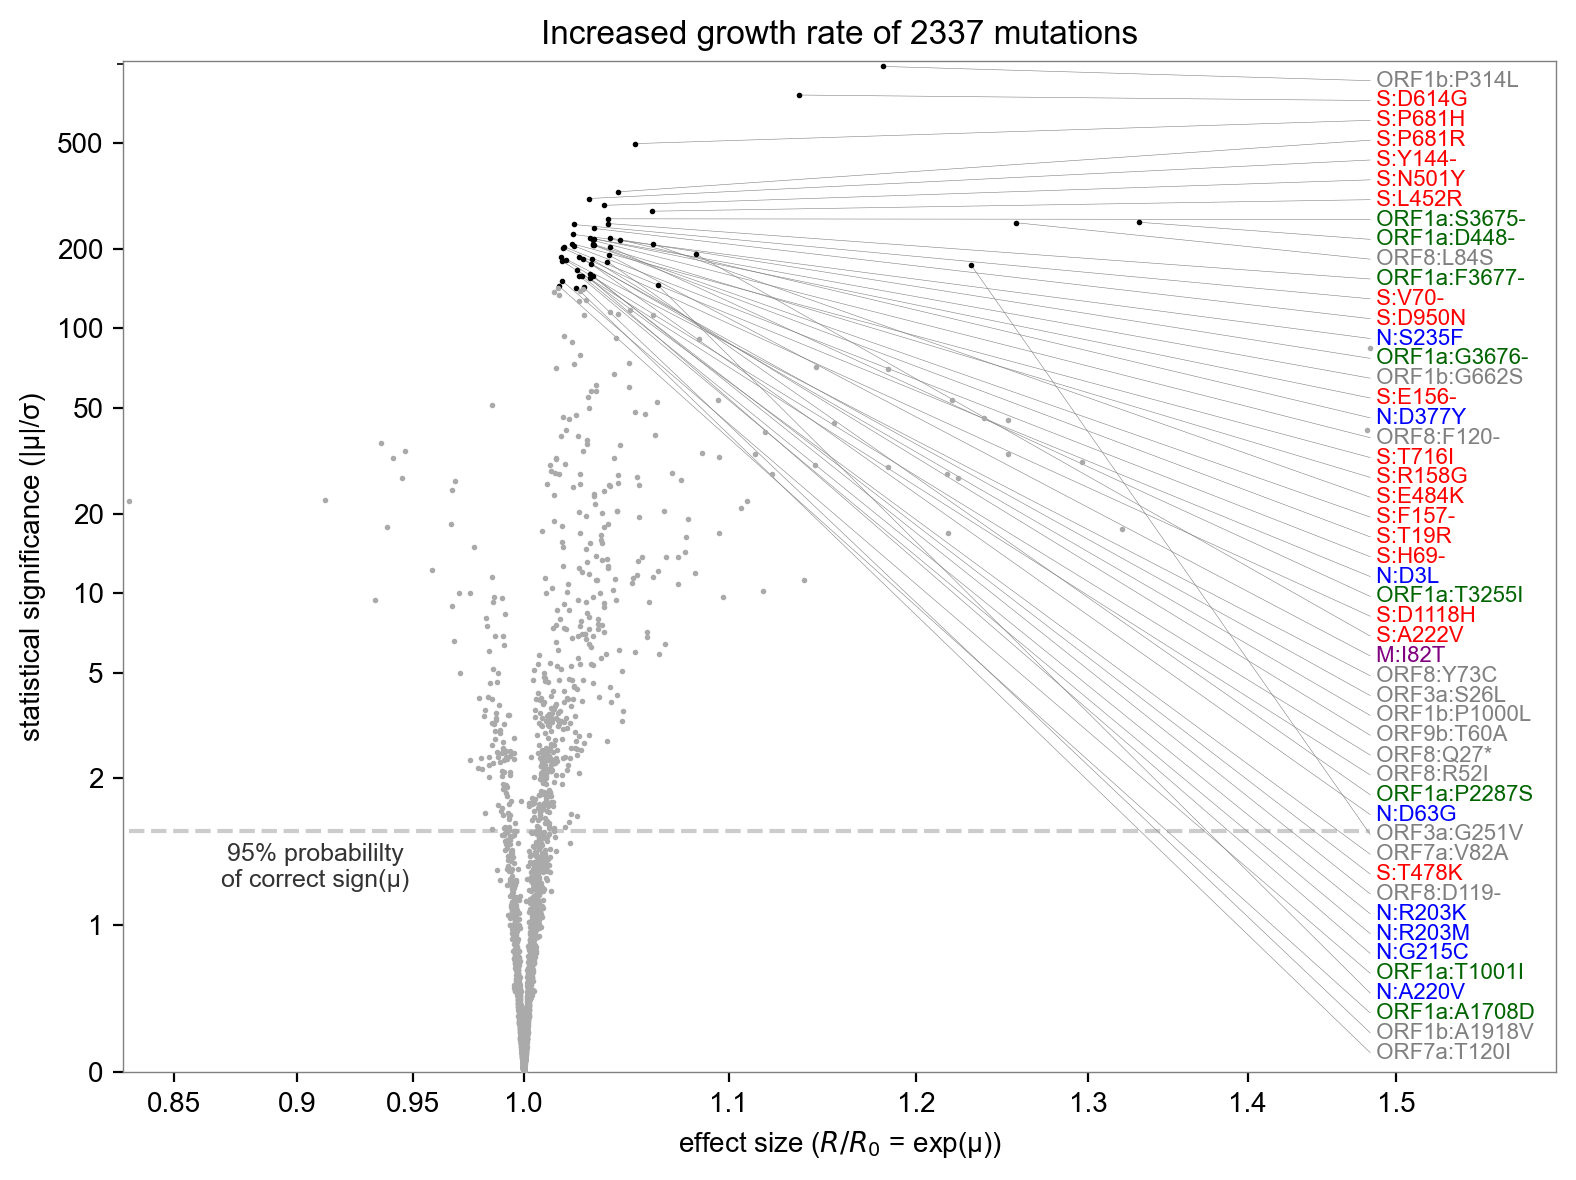 Increased growth rate of 2337 mutations
statistical significance (|μ|/σ)
500
200
100
50
20
10
5
2
1
0
95% probabililty
of correct sign(μ)
ORF1b:P314L
S:D614G
S:P681H
S:P681R
S:Y144-
S:N501Y
S:L452R
ORF1a:S3675-
ORF1a:D448-
ORF8:L84S
ORF1a:F3677-
S:V70-
S:D950N
N:S235F
ORF1a:G3676-
ORF1b:G662S
S:E156-
N:D377Y
ORF8:F120-
S:T716I
S:R158G
S:E484K
S:F157-
S:T19R
S:H69-
N:D3L
ORF1a:T3255I
S:D1118H
S:A222V
M:I82T
ORF8:Y73C
ORF3a:S26L
ORF1b:P1000L
ORF9b:T60A
ORF8:Q27*
ORF8:R52I
ORF1a:P2287S
N:D63G
ORF3a:G251V
ORF7a:V82A
S:T478K
ORF8:D119-
N:R203K
N:R203M
N:G215C
ORF1a:T1001I
N:A220V
ORF1a:A1708D
ORF1b:A1918V
ORF7a:T120I
0.85 0.9 0.95 1.0 1.1 1.2 1.3 1.4 1.5
effect size (R/R₀ = exp(μ))